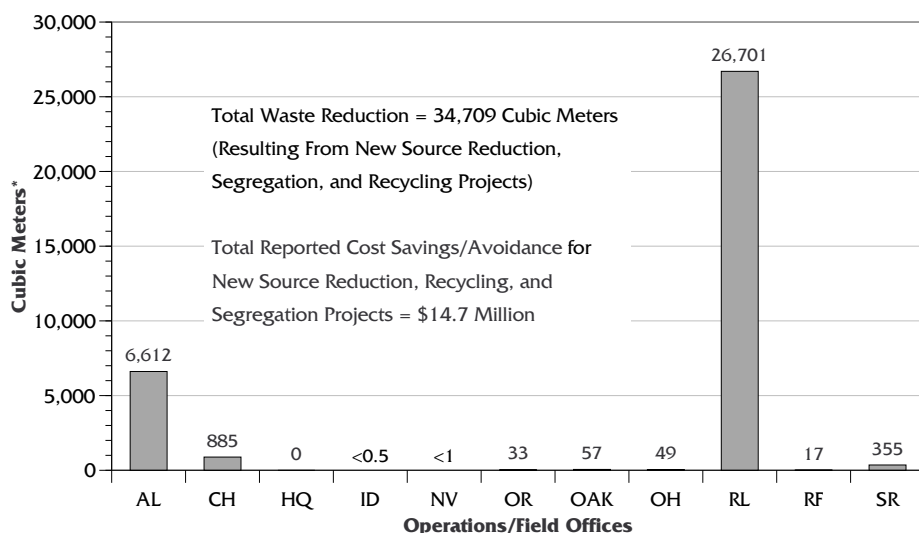 30,000
25,000
20,000
15,000
10,000
5,000
0
Cubic Meters*
Total Waste Reduction = 34,709 Cubic Meters
(Resulting From New Source Reduction,
Segregation, and Recycling Projects)
Total Reported Cost Savings/Avoidance for
New Source Reduction, Recycling, and
Segregation Projects = $14.7 Million
6,612
885
0
<0.5
<1
33
57
49
26,701
17
355
AL CH HQ ID NV OR OAK OH RL RF SR
Operations/Field Offices